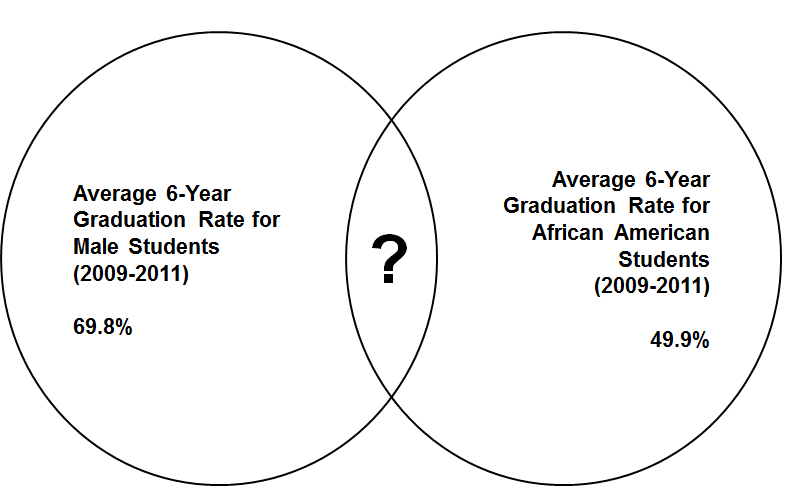 Average 6-Year
Graduation Rate for
Male Students
(2009-2011)
69.8%
?
Average 6-Year
Graduation Rate for
African American
Students
(2009-2011)
49.9%